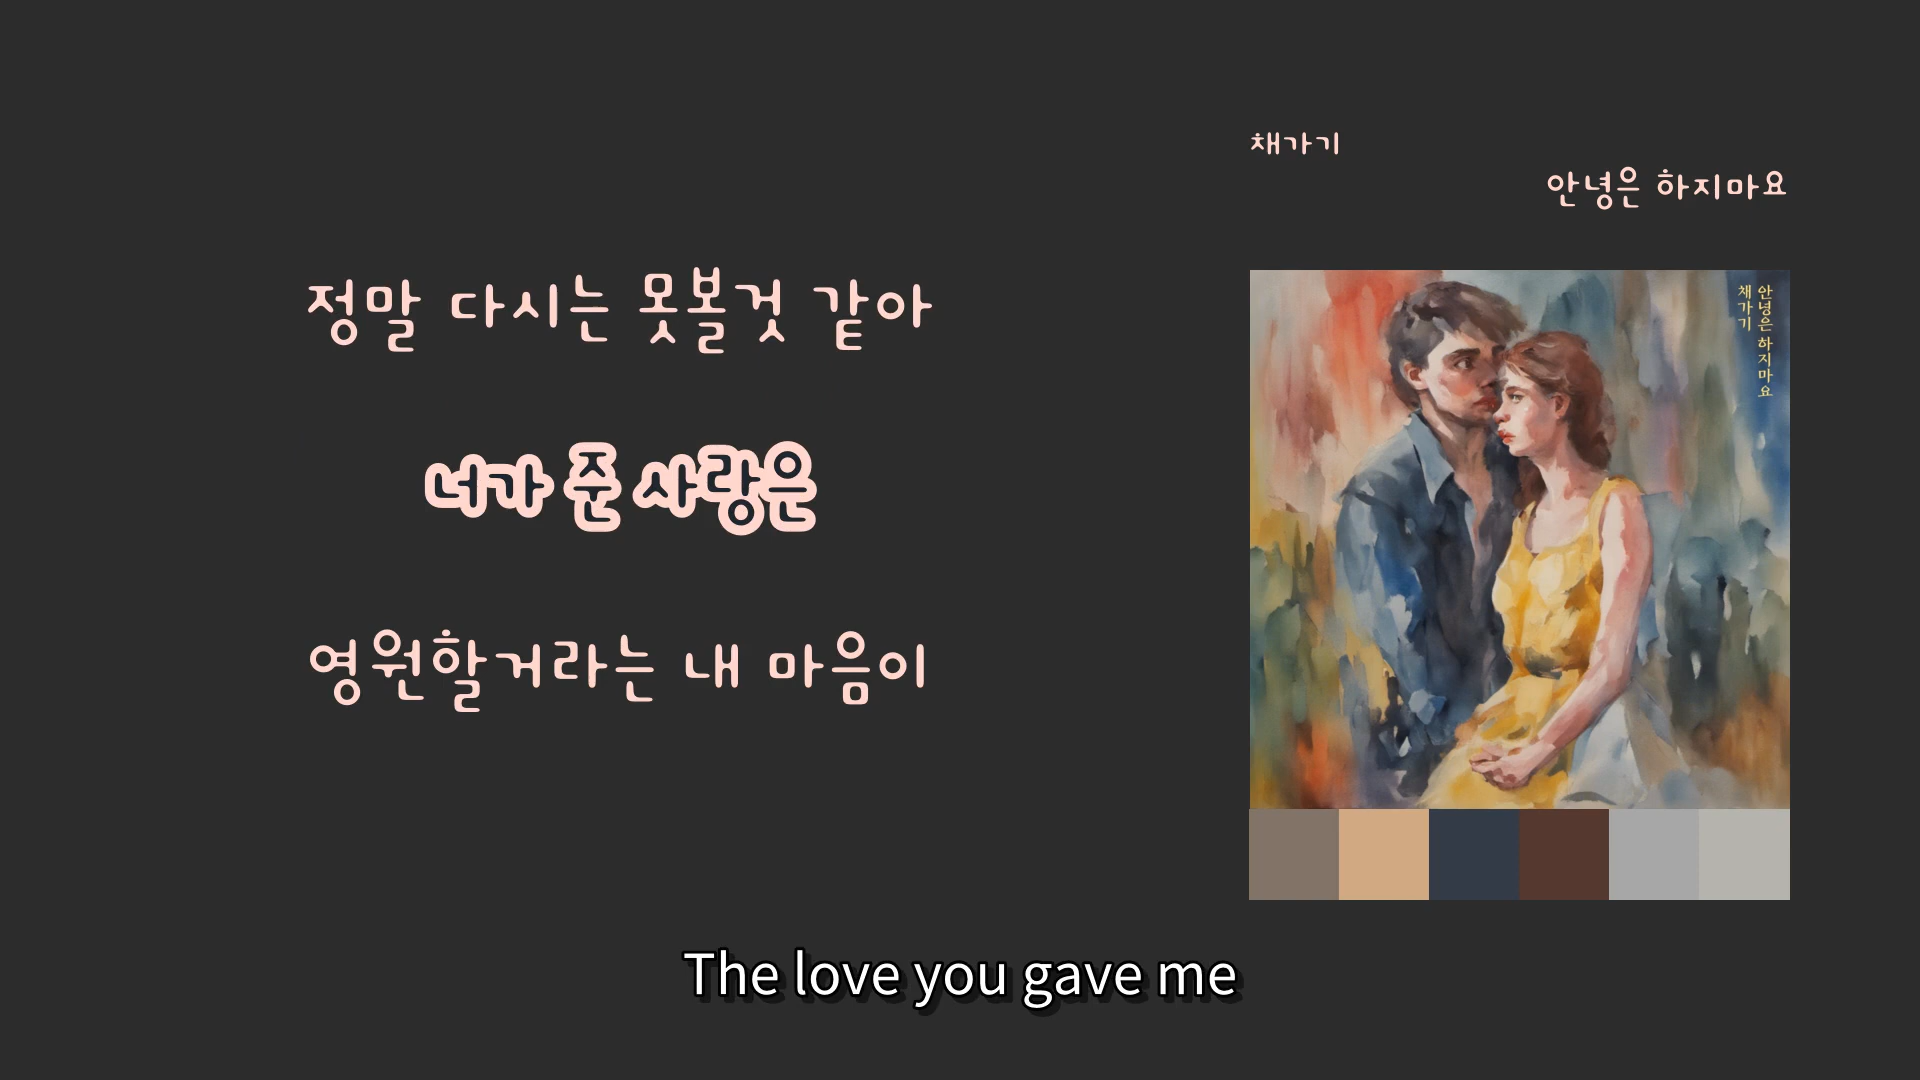 채가기
안녕은 하지마요
정말 다시는 못볼것 같아
너가 준 사랑은
영원할거라는 내 마음이
안녕은 하지마요
채가기
The love you gave me